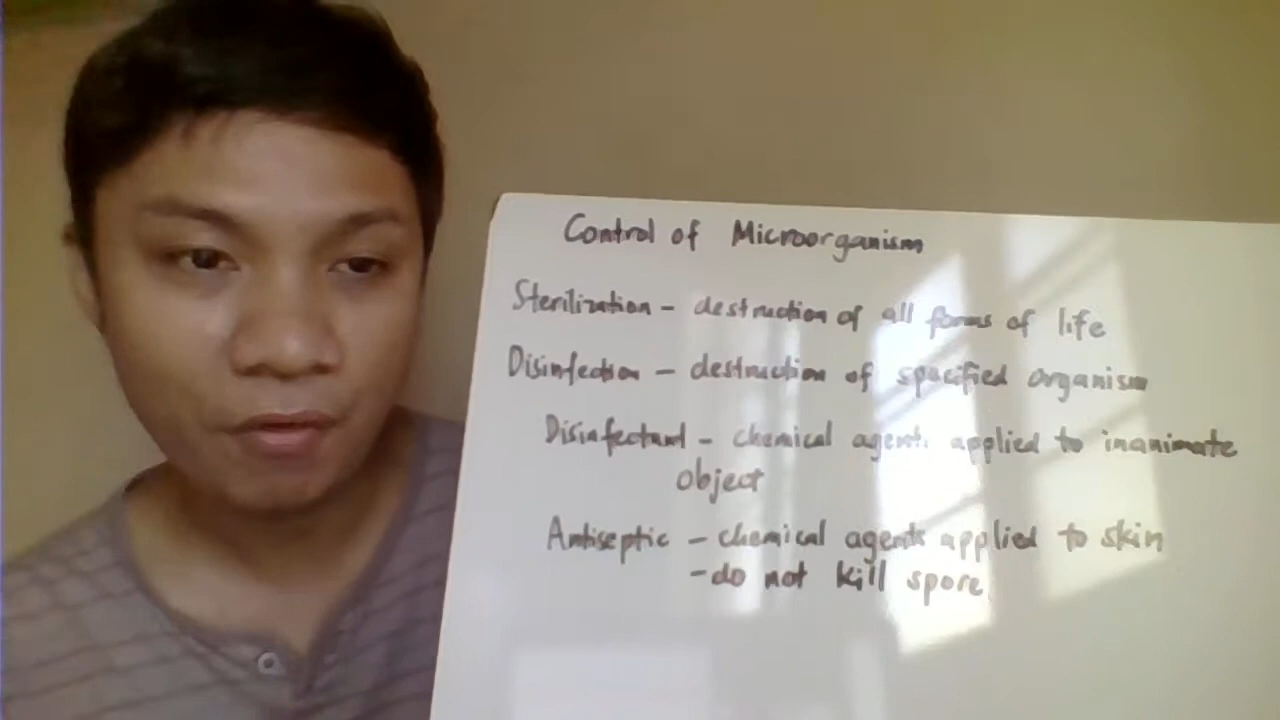 Control of Microorganism
Sterilization - destruction of all forms of life
Disinfection - destruction of specified organism
Disinfectant - chemical agents applied to inanimate
object
Antiseptic - chemical agents applied to skin
- do not kill spore